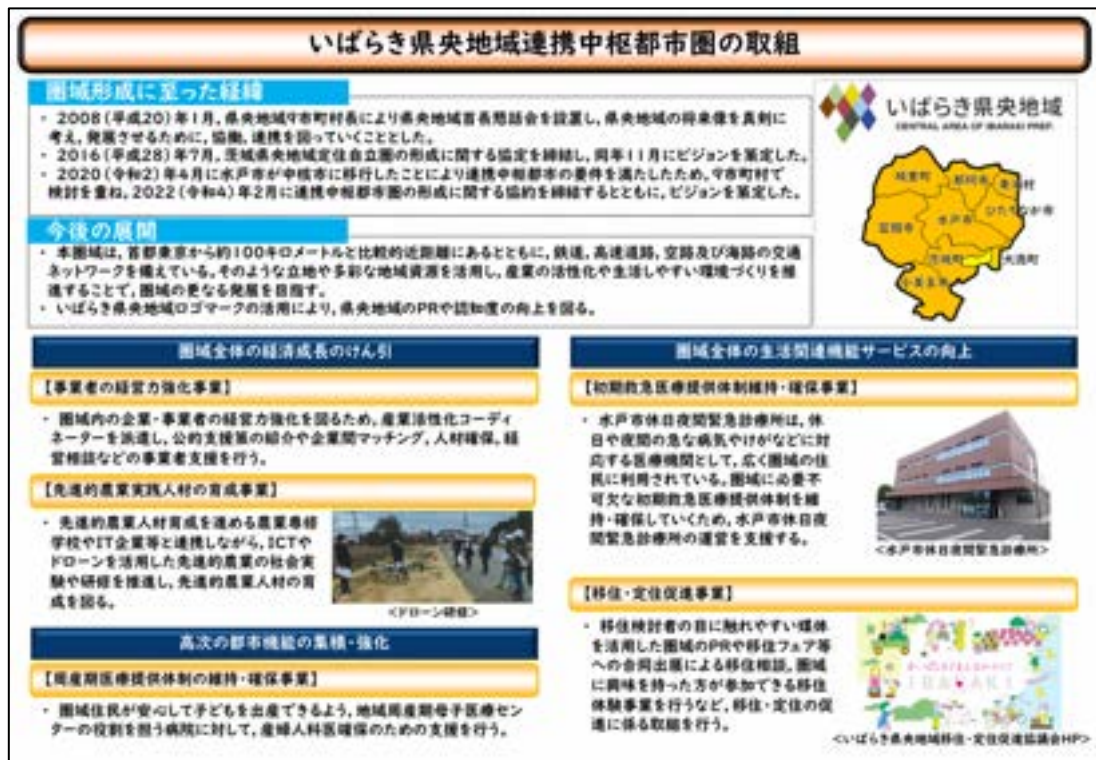 いばらき県央地域連携中枢都市圏の取組
圏域形成に至った経緯
・ 2008(平成20)年1月,県央地域9市町村長により県央地域首長懇話会を設置し,県央地域の将来像を真剣に
考え,発展させるために,協働,連携を図っていくこととした。
・ 2016(平成28)年7月,茨城県央地域定住自立圏の形成に関する協定を締結し,同年11月にビジョンを策定した。
・ 2020(令和2)年4月に水戸市が中核市に移行したことにより連携中枢都市の要件を満たしたため,9市町村で
検討を重ね,2022(令和4)年2月に連携中枢都市圏の形成に関する協約を締結するとともに,ビジョンを策定した。
今後の展開
・ 本圏域は,首都東京から約100キロメートルと比較的近距離にあるとともに,鉄道,高速道路,空路及び海路の交通
ネットワークを備えている。そのような立地や多彩な地域資源を活用し,産業の活性化や生活しやすい環境づくりを推
進することで,圏域の更なる発展を目指す。
・ いばらき県央地域ロゴマークの活用により,県央地域のPRや認知度の向上を図る。
いばらき県央地域
CENTRAL AREA OF IBARAKI PREF.
城里町
那珂市
東海村
ひたちなか市
水戸市
笠間市
茨城町
大洗町
小美玉市
圏域全体の経済成長のけん引
【事業者の経営力強化事業】
・ 圏域内の企業・事業者の経営力強化を図るため,産業活性化コーディ
ネーターを派遣し,公的支援策の紹介や企業間マッチング,人材確保,経
営相談などの事業者支援を行う。
【先進的農業実践人材の育成事業】
・ 先進的農業人材育成を進める農業専修
学校やIT企業等と連携しながら,ICTや
ドローンを活用した先進的農業の社会実
験や研修を推進し,先進的農業人材の育
成を図る。
<ドローン研修>
高次の都市機能の集積・強化
【周産期医療提供体制の維持・確保事業】
・ 圏域住民が安心して子どもを出産できるよう,地域周産期母子医療セン
ターの役割を担う病院に対して,産婦人科医確保のための支援を行う。
圏域全体の生活関連機能サービスの向上
【初期救急医療提供体制維持・確保事業】
・ 水戸市休日夜間緊急診療所は,休
日や夜間の急な病気やけがなどに対
応する医療機関として,広く圏域の住
民に利用されている。圏域に必要不
可欠な初期救急医療提供体制を維
持・確保していくため,水戸市休日夜
間緊急診療所の運営を支援する。
<水戸市休日夜間緊急診療所>
【移住・定住促進事業】
・ 移住検討者の目に触れやすい媒体
を活用した圏域のPRや移住フェア等
への合同出展による移住相談,圏域
に興味を持った方が参加できる移住
体験事業を行うなど,移住・定住の促
進に係る取組を行う。
IBARAKI
<いばらき県央地域移住・定住促進協議会HP>